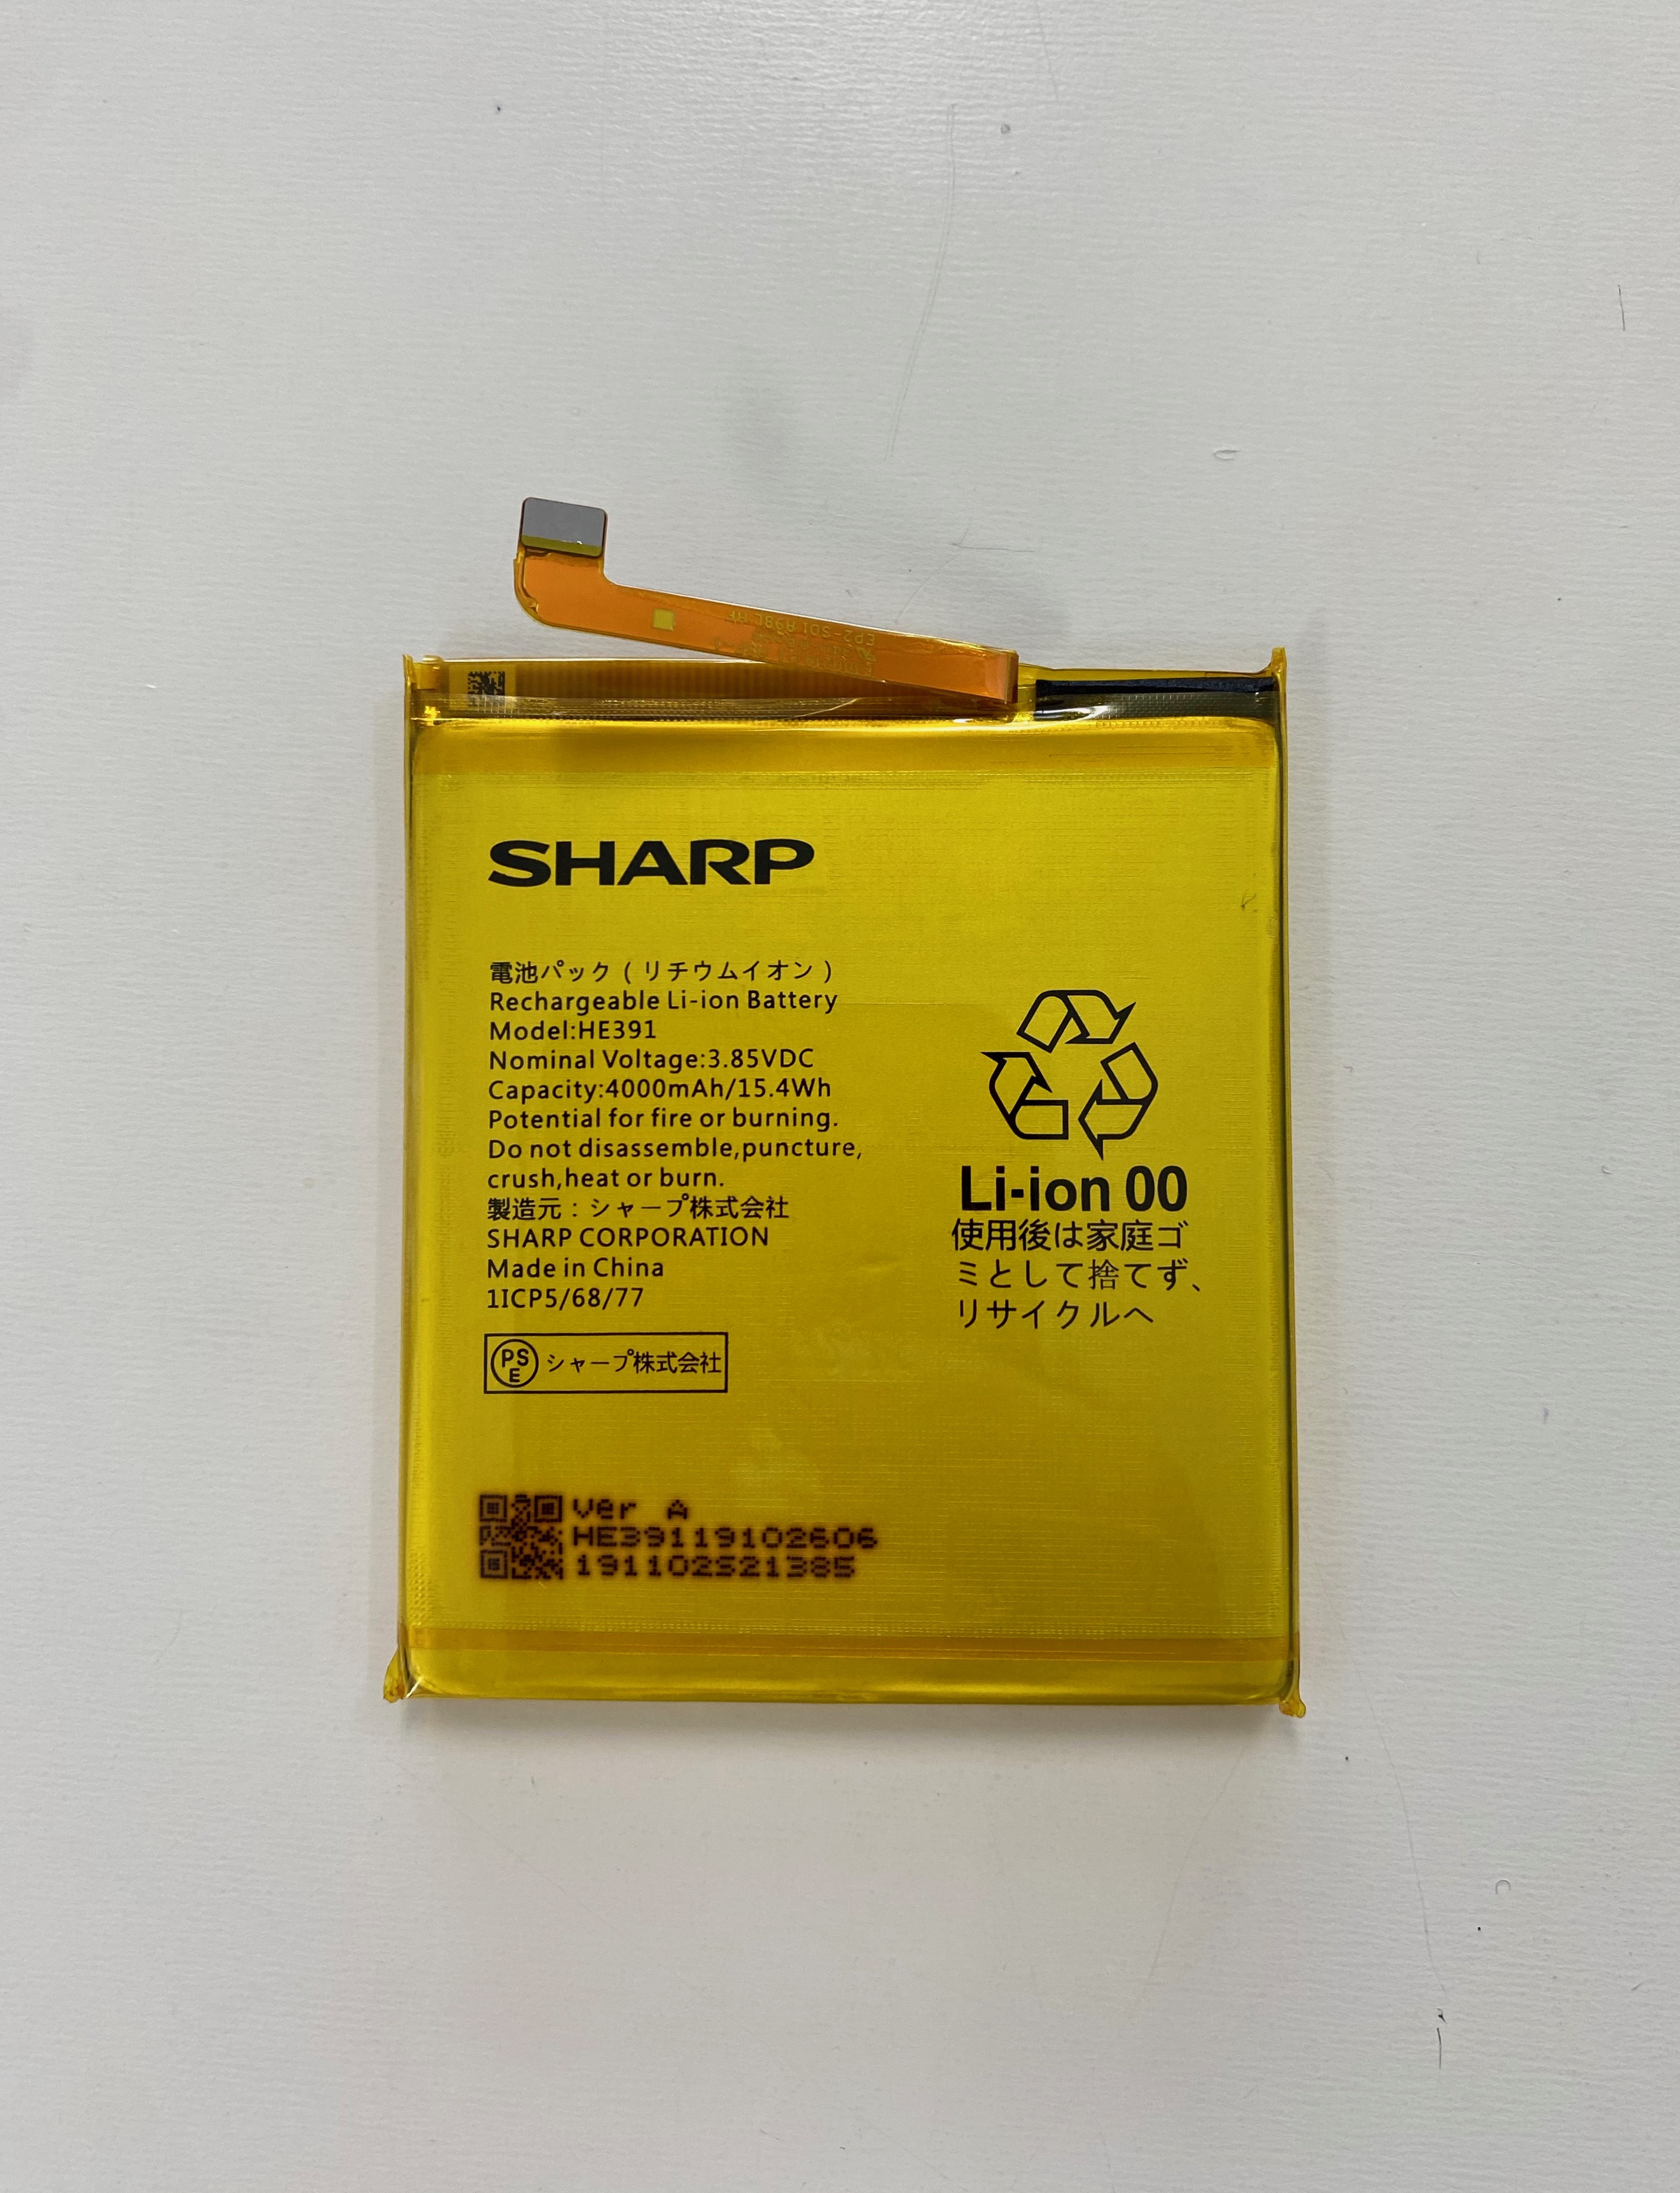 SHARP
電池パック(リチウムイオン)
Rechargeable Li-ion Battery
Model:HE391
Nominal Voltage:3.85VDC
Capacity:4000mAh/15.4Wh
Potential for fire or burning.
Do not disassemble,puncture,
crush,heat or burn.
製造元:シャープ株式会社
SHARP CORPORATION
Made in China
1ICP5/68/77
PSE シャープ株式会社
Li-ion 00
使用後は家庭ゴ
ミとして捨てず、
リサイクルへ
Ver A
HE39119102606
191102521385